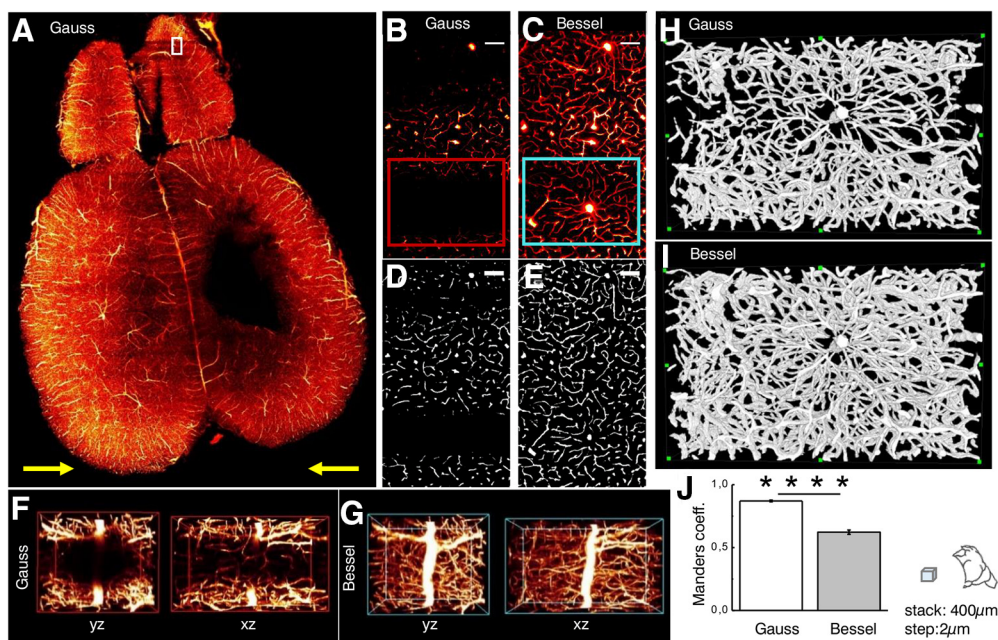 A Gauss
B Gauss
C Bessel
D
E
F Gauss
yz xz
G Bessel
yz xz
H Gauss
I Bessel
J
* * * *
Manders coeff.
1,0
0,5
0,0
Gauss Bessel
stack: 400µm
step:2µm